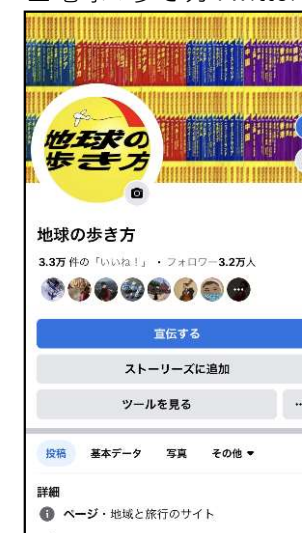 地球の
歩き方
地球の歩き方
3.3万 件の「いいね！」・フォロワー3.2万人
宣伝する
ストーリーズに追加
ツールを見る
投稿 基本データ 写真 その他
詳細
ページ・地域と旅行のサイト